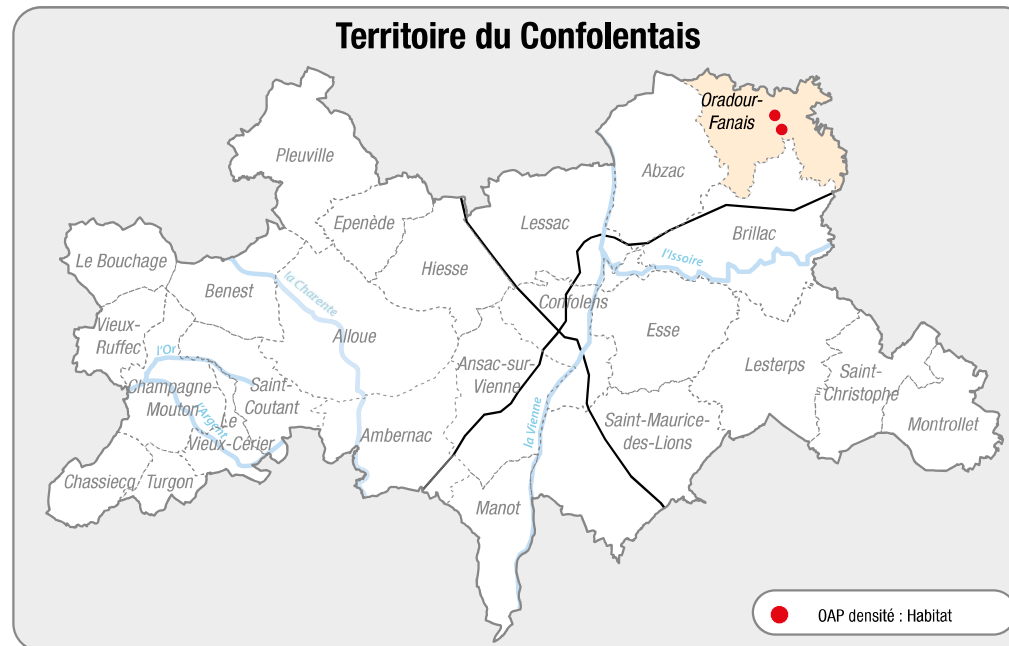 Territoire du Confolentais
Oradour-
Fanais
Pleuville
Abzac
Epenède
Lessac
Brillac
Le Bouchage
l'Issoire
Hiesse
Benest
la Charente
Confolens
Vieux-
Ruffec
Alloue
Esse
l'Or
Ansac-sur-
Vienne
Lesterps
Saint-
Christophe
Champagne-
Mouton
Saint-
Coutant
l'Argent
Le
Vieux-Cérier
Ambernac
la Vienne
Saint-Maurice-
des-Lions
Montrollet
Chassiecq
Turgon
Manot
OAP densité : Habitat